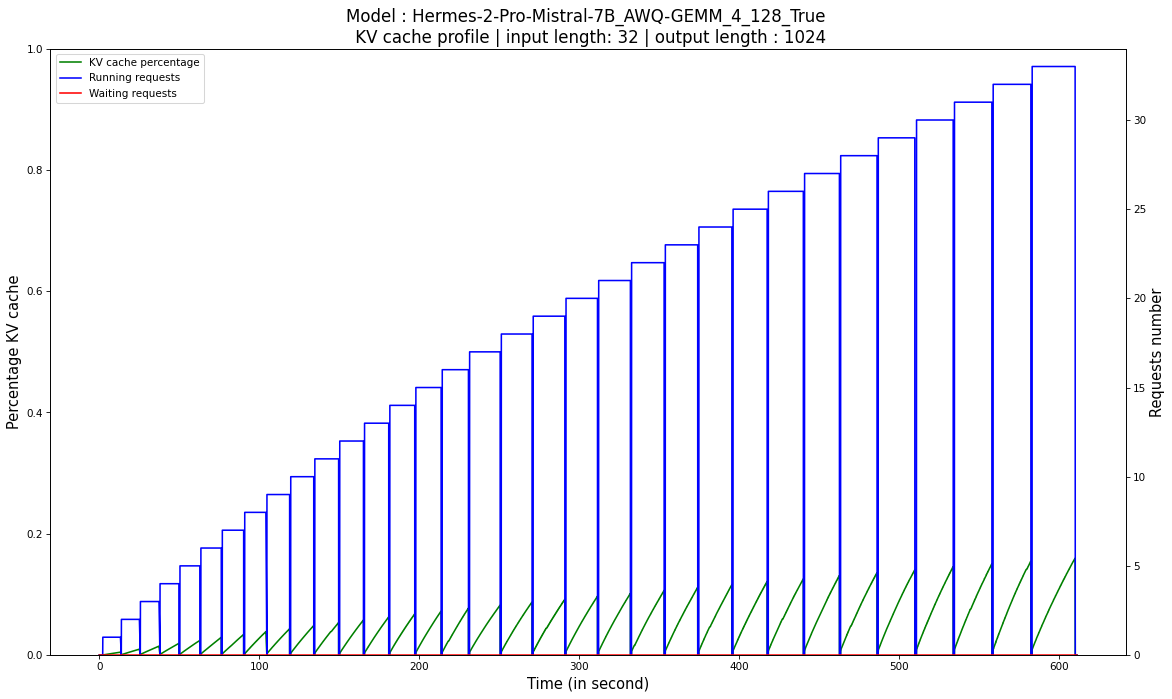 Model : Hermes-2-Pro-Mistral-7B_AWQ-GEMM_4_128_True
KV cache profile | input length: 32 | output length : 1024
KV cache percentage
Running requests
Waiting requests
Percentage KV cache
1.0
0.8
0.6
0.4
0.2
0.0
30
25
20
15
10
5
0
Requests number
0 100 200 300 400 500 600
Time (in second)